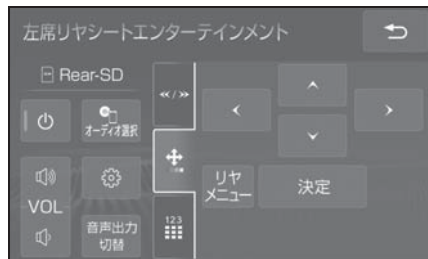 左席リヤシートエンターテインメント
Rear-SD
オーディオ選択
VOL
音声出力
切替
123
リヤ
メニュー
決定